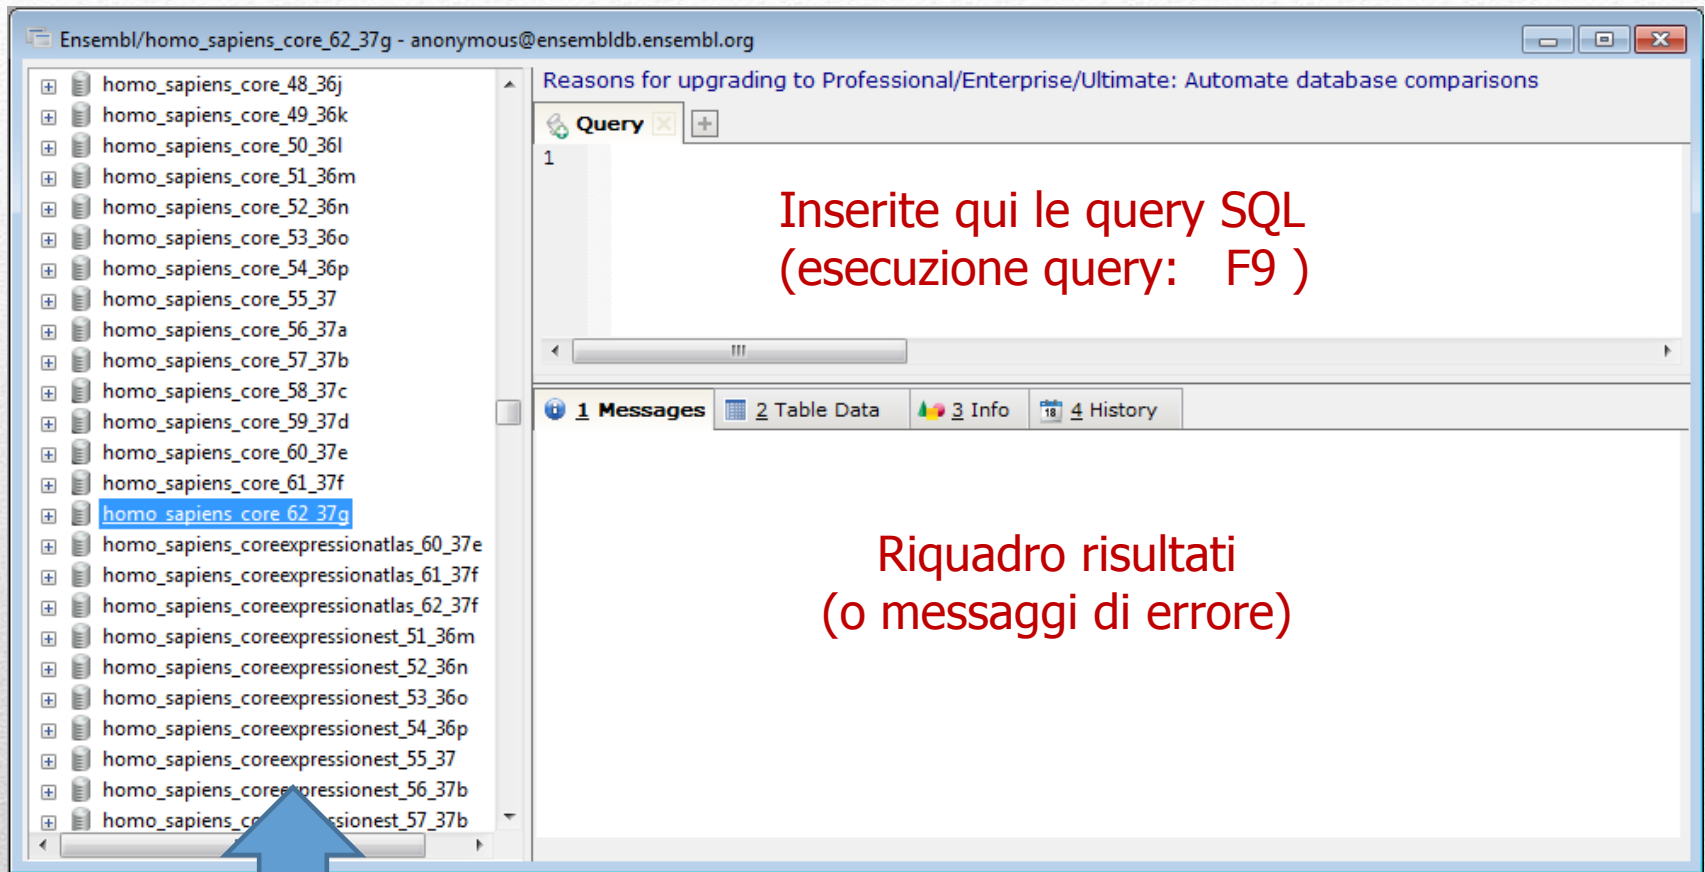 Ensembl/homo_sapiens_core_62_37g - anonymous@ensembldb.ensembl.org
homo_sapiens_core_48_36j
homo_sapiens_core_49_36k
homo_sapiens_core_50_36l
homo_sapiens_core_51_36m
homo_sapiens_core_52_36n
homo_sapiens_core_53_36o
homo_sapiens_core_54_36p
homo_sapiens_core_55_37
homo_sapiens_core_56_37a
homo_sapiens_core_57_37b
homo_sapiens_core_58_37c
homo_sapiens_core_59_37d
homo_sapiens_core_60_37e
homo_sapiens_core_61_37f
homo_sapiens_core_62_37g
homo_sapiens_coreexpressionatlas_60_37e
homo_sapiens_coreexpressionatlas_61_37f
homo_sapiens_coreexpressionatlas_62_37f
homo_sapiens_coreexpressionest_51_36m
homo_sapiens_coreexpressionest_52_36n
homo_sapiens_coreexpressionest_53_36o
homo_sapiens_coreexpressionest_54_36p
homo_sapiens_coreexpressionest_55_37
homo_sapiens_coreexpressionest_56_37b
Reasons for upgrading to Professional/Enterprise/Ultimate: Automate database comparisons
Query
1
Inserite qui le query SQL
(esecuzione query: F9 )
1 Messages 2 Table Data 3 Info 18 4 History
Riquadro risultati
(o messaggi di errore)